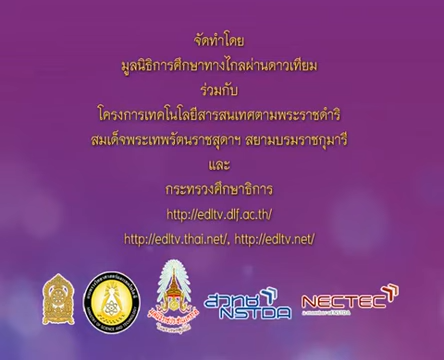 จัดทำโดย
มูลนิธิการศึกษาทางไกลผ่านดาวเทียม
ร่วมกับ
โครงการเทคโนโลยีสารสนเทศตามพระราชดำริ
สมเด็จพระเทพรัตนราชสุดาฯ สยามบรมราชกุมารี
และ
กระทรวงศึกษาธิการ
http://edltv.dlf.ac.th/
http://edltv.thai.net/, http://edltv.net/
สวทช
NSTDA
NECTEC
a member of NSTDA